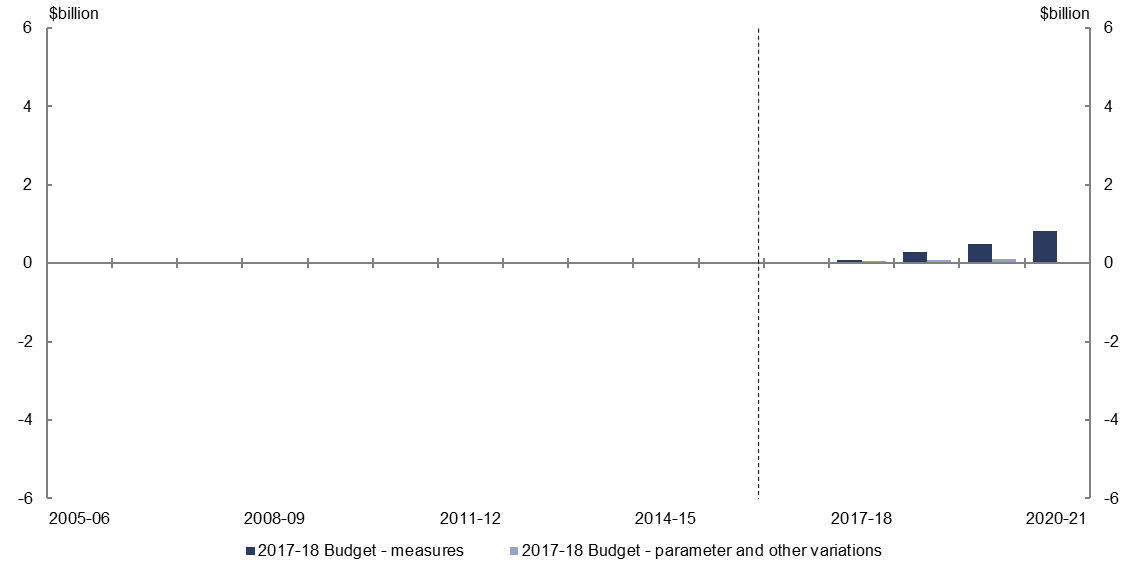 $billion $billion
6 6
4 4
2 2
0 0
-2 -2
-4 -4
-6 -6
2005-06 2008-09 2011-12 2014-15 2017-18 2020-21
2017-18 Budget - measures 2017-18 Budget - parameter and other variations